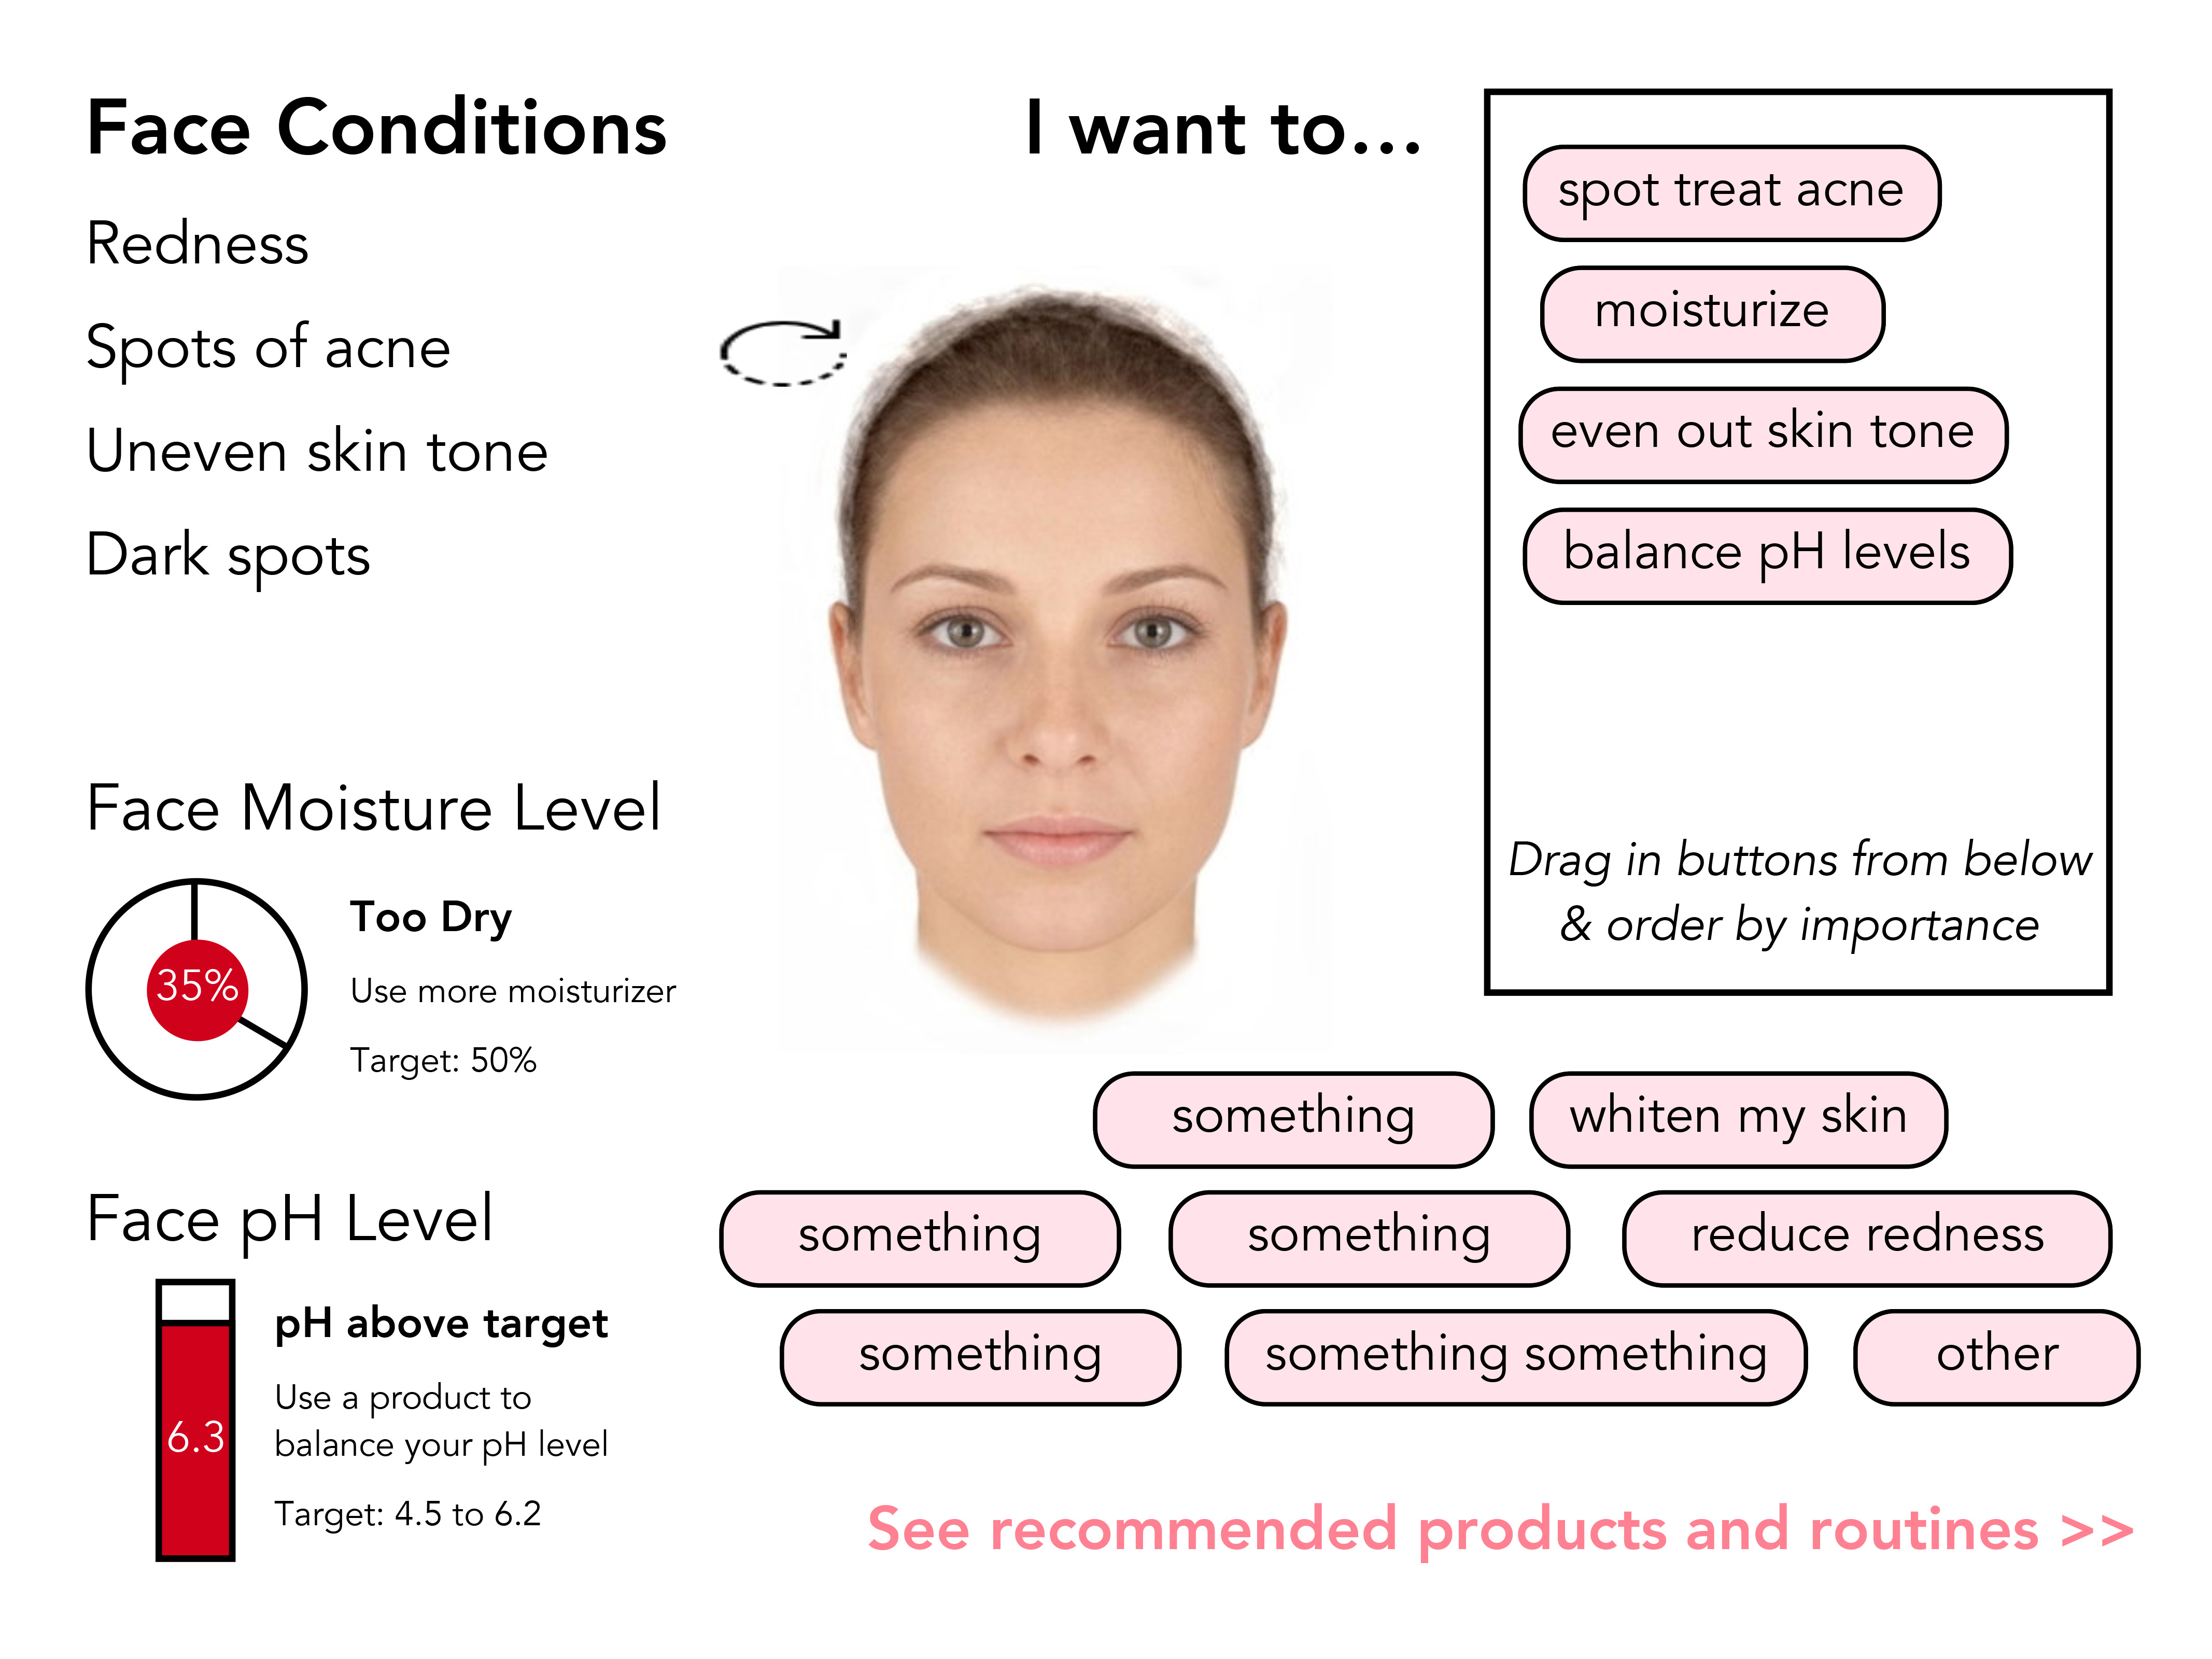 Face Conditions
Redness
Spots of acne
Uneven skin tone
Dark spots
Face Moisture Level
35%
Too Dry
Use more moisturizer
Target: 50%
Face pH Level
6.3
pH above target
Use a product to
balance your pH level
Target: 4.5 to 6.2
I want to...
spot treat acne
moisturize
even out skin tone
balance pH levels
Drag in buttons from below
& order by importance
something
whiten my skin
something
something
reduce redness
something
something something
other
See recommended products and routines >>